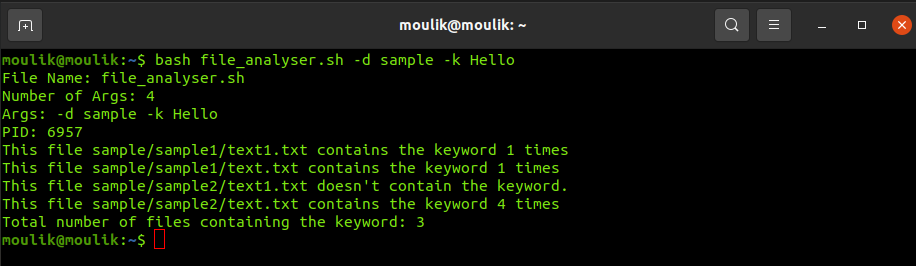 moulik@moulik: ~
moulik@moulik:~$ bash file_analyser.sh -d sample -k Hello
File Name: file_analyser.sh
Number of Args: 4
Args: -d sample -k Hello
PID: 6957
This file sample/sample1/text1.txt contains the keyword 1 times
This file sample/sample1/text.txt contains the keyword 1 times
This file sample/sample2/text1.txt doesn't contain the keyword.
This file sample/sample2/text.txt contains the keyword 4 times
Total number of files containing the keyword: 3
moulik@moulik:~$